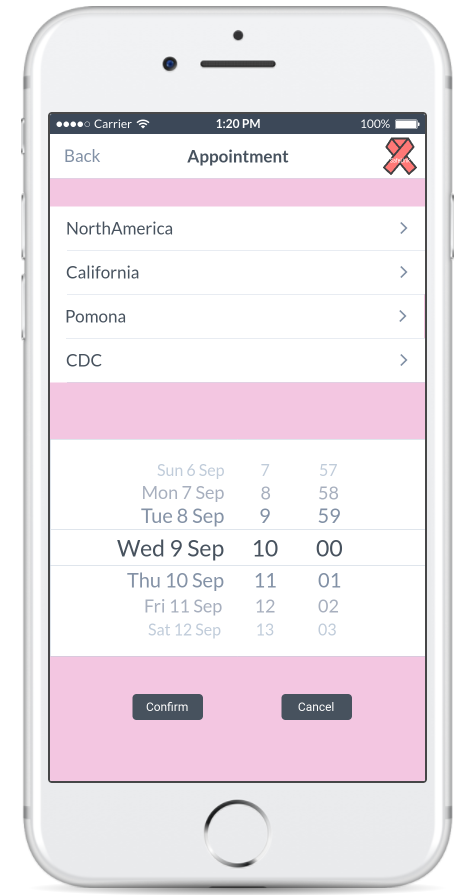 Carrier 1:20 PM 100%
Back Appointment
NorthAmerica
California
Pomona
CDC
Sun 6 Sep 7 57
Mon 7 Sep 8 58
Tue 8 Sep 9 59
Wed 9 Sep 10 00
Thu 10 Sep 11 01
Fri 11 Sep 12 02
Sat 12 Sep 13 03
Confirm Cancel